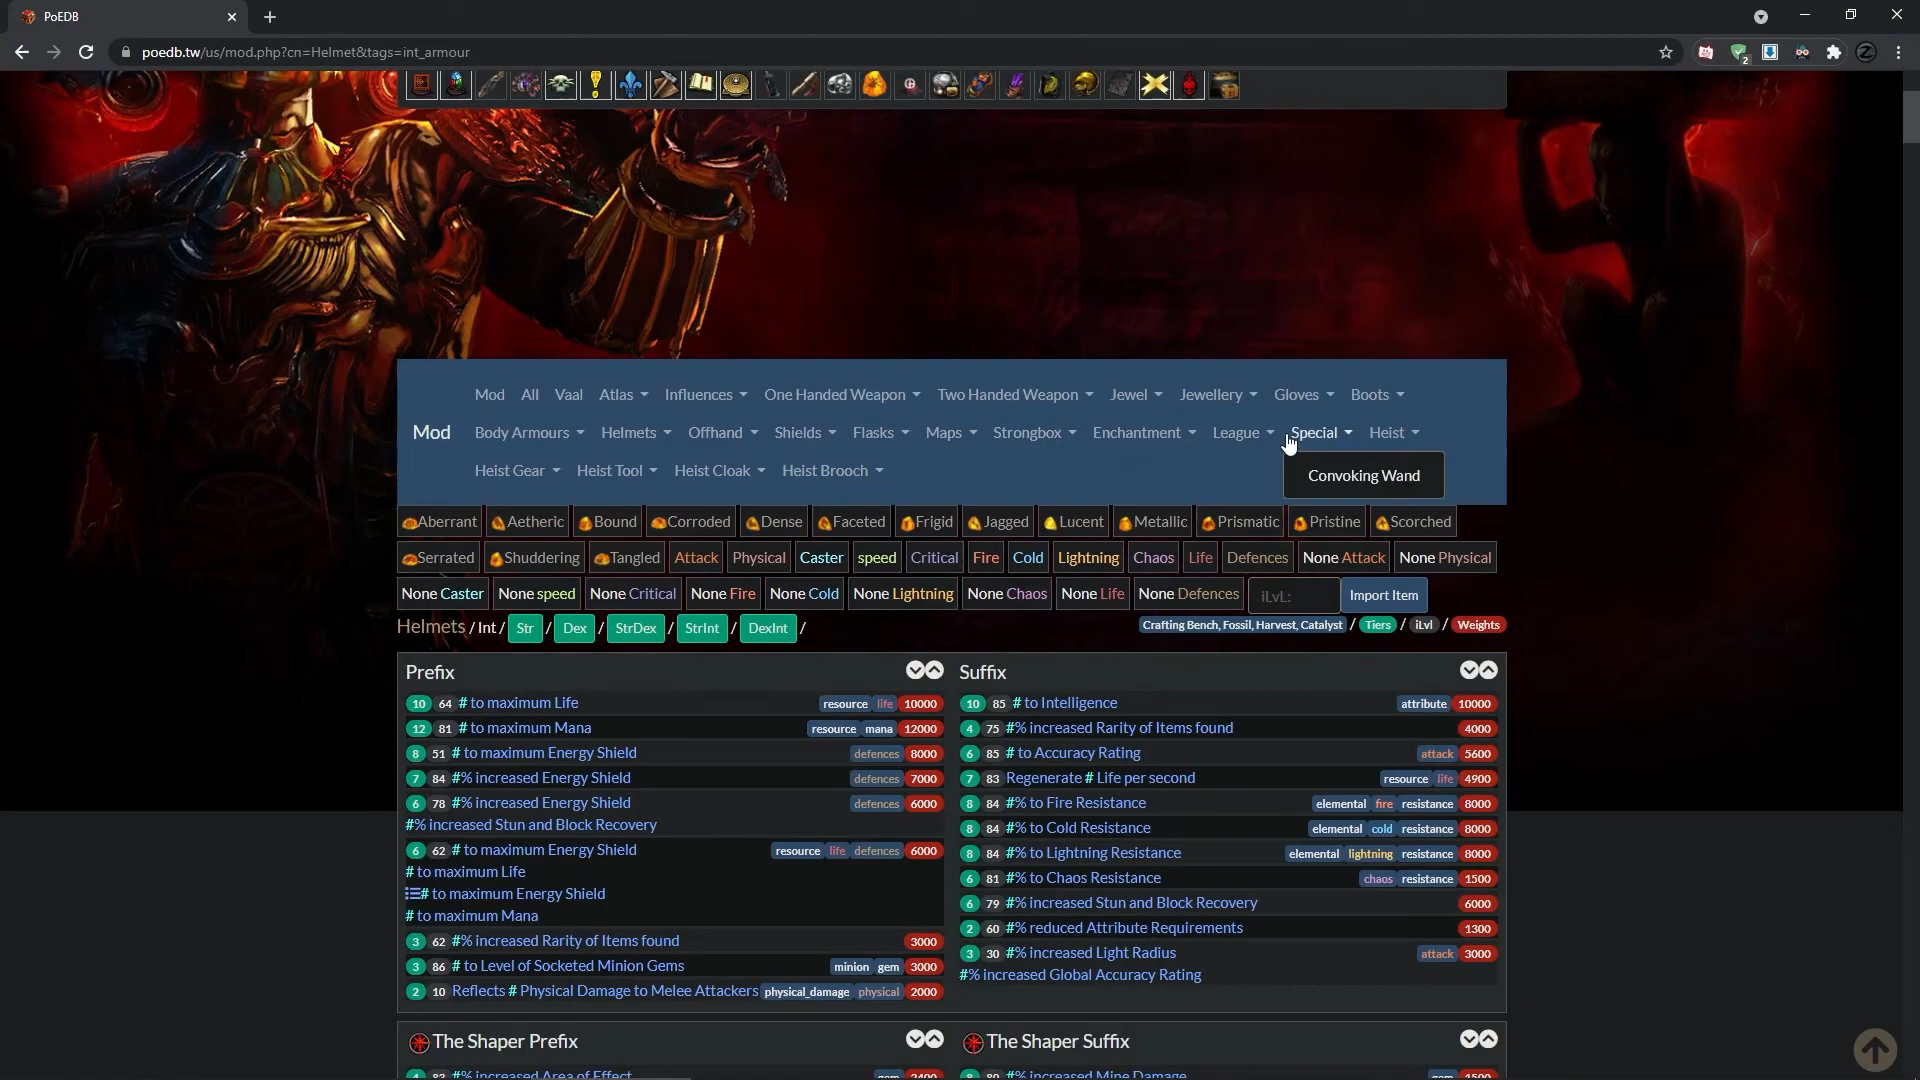 PoEDB
poedb.tw/us/mod.php?cn=Helmet&tags=int_armour
2
Mod All Vaal Atlas Influences One Handed Weapon Two Handed Weapon Jewel Jewellery Gloves Boots
Mod
Body Armours Helmets Offhand Shields Flasks Maps Strongbox Enchantment League Special Heist
Heist Gear Heist Tool Heist Cloak Heist Brooch
Convoking Wand
Aberrant Aetheric Bound Corroded Dense Faceted Frigid Jagged Lucent Metallic Prismatic Pristine Scorched
Serrated Shuddering Tangled Attack Physical Caster speed Critical Fire Cold Lightning Chaos Life Defences None Attack None Physical
None Caster None speed None Critical None Fire None Cold None Lightning None Chaos None Life None Defences iLvL: Import Item
Helmets / Int / Str / Dex / StrDex / StrInt / DexInt /
Crafting Bench, Fossil, Harvest, Catalyst / Tiers / iLvl / Weights
Prefix
10 64 # to maximum Life resource life 10000
12 81 # to maximum Mana resource mana 12000
8 51 # to maximum Energy Shield defences 8000
7 84 #% increased Energy Shield defences 7000
6 78 #% increased Energy Shield defences 6000
#% increased Stun and Block Recovery
6 62 # to maximum Energy Shield resource life defences 6000
# to maximum Life
# to maximum Energy Shield
# to maximum Mana
3 62 #% increased Rarity of Items found 3000
3 86 # to Level of Socketed Minion Gems minion gem 3000
2 10 Reflects # Physical Damage to Melee Attackers physical_damage physical 2000
Suffix
10 85 # to Intelligence attribute 10000
4 75 #% increased Rarity of Items found 4000
6 85 # to Accuracy Rating attack 5600
7 83 Regenerate # Life per second resource life 4900
8 84 #% to Fire Resistance elemental fire resistance 8000
8 84 #% to Cold Resistance elemental cold resistance 8000
8 84 #% to Lightning Resistance elemental lightning resistance 8000
6 81 #% to Chaos Resistance chaos resistance 1500
6 79 #% increased Stun and Block Recovery 6000
2 60 #% reduced Attribute Requirements 1300
3 30 #% increased Light Radius attack 3000
#% increased Global Accuracy Rating
The Shaper Prefix
#% increased Area of Effect gem 2400
The Shaper Suffix
8 80 #% increased Mine Damage gem 1500